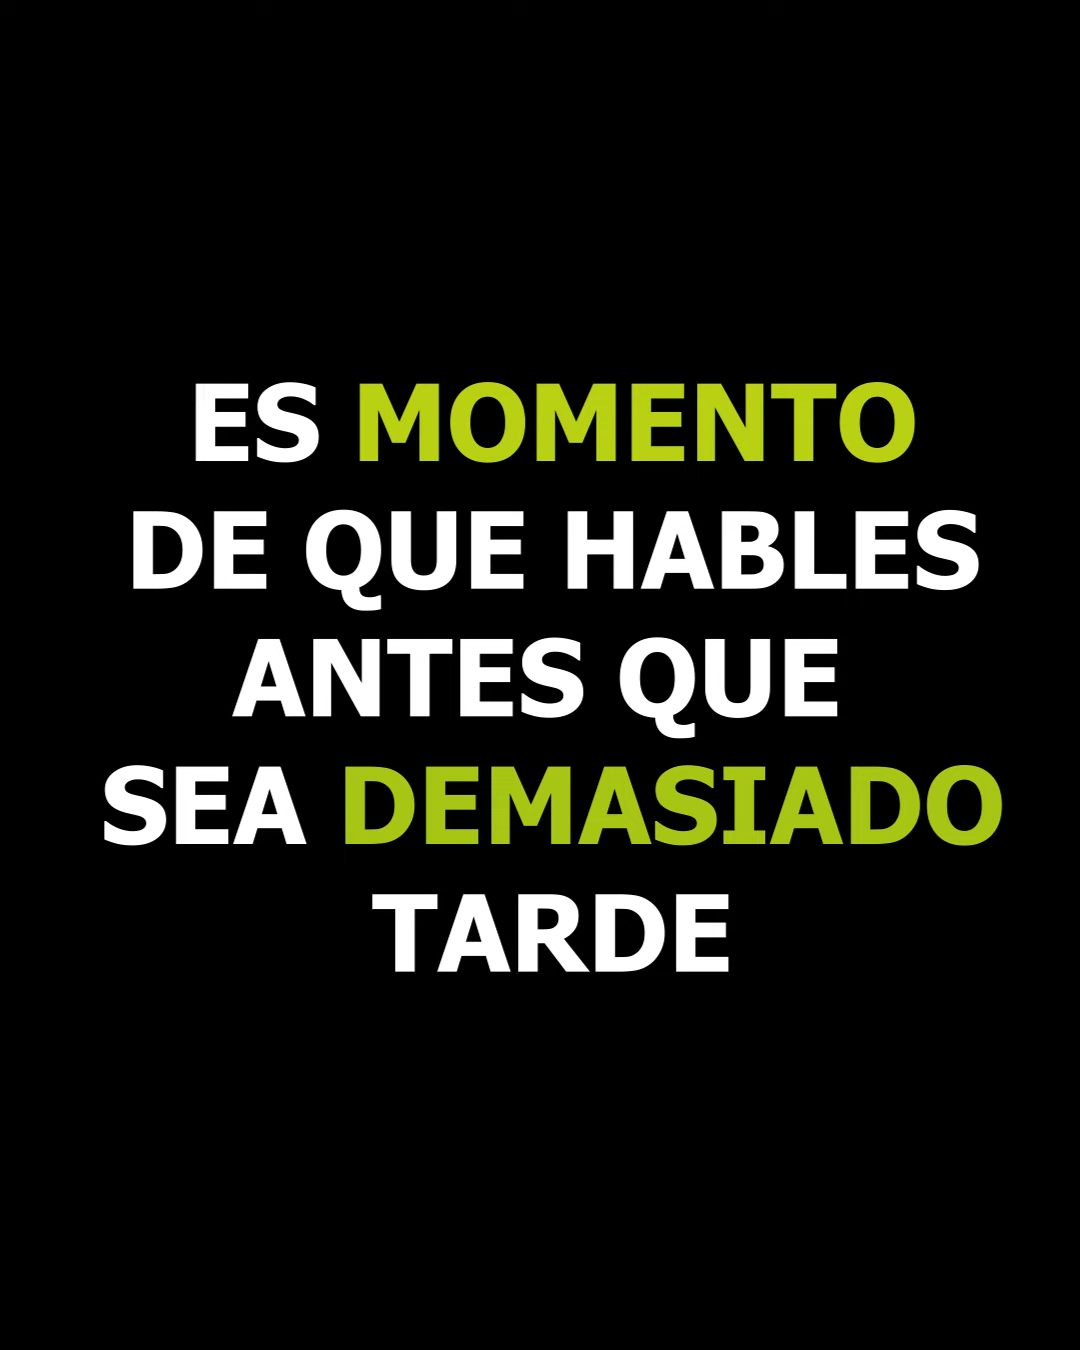 ES MOMENTO
DE QUE HABLES
ANTES QUE
SEA DEMASIADO
TARDE